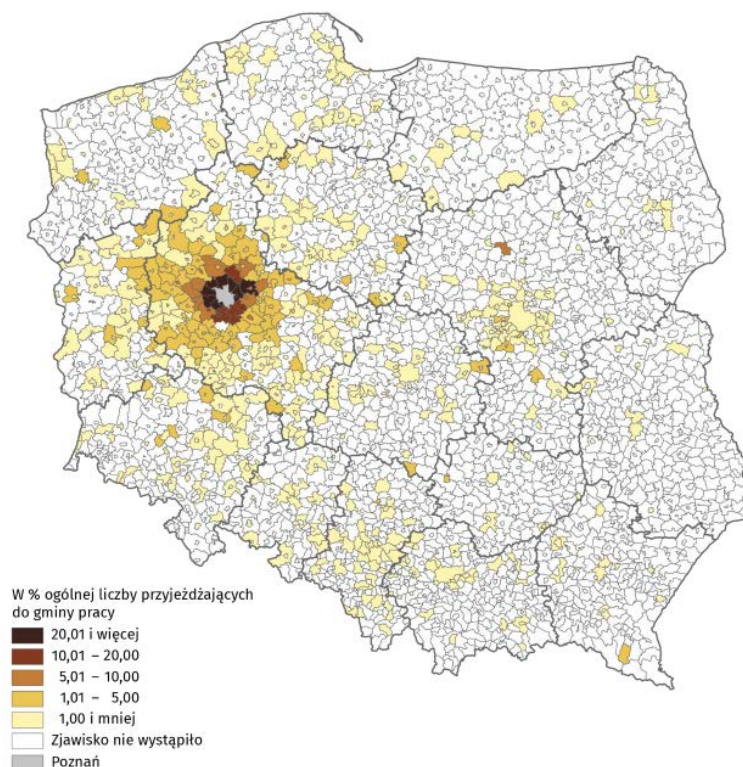 W % ogólnej liczby przyjeżdżających
do gminy pracy
20,01 i więcej
10,01 – 20,00
5,01 – 10,00
1,01 – 5,00
1,00 i mniej
Zjawisko nie wystąpiło
Poznań